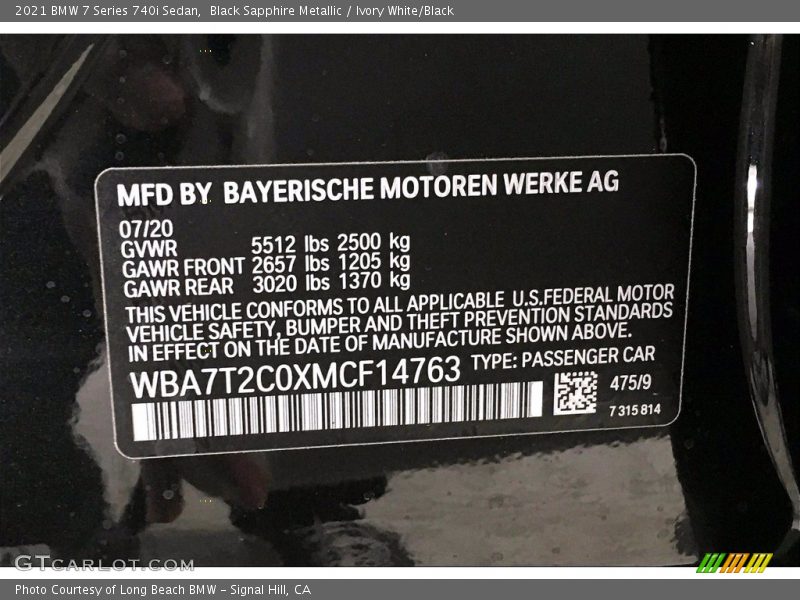 2021 BMW 7 Series 740i Sedan, Black Sapphire Metallic / Ivory White/Black
MFD BY BAYERISCHE MOTOREN WERKE AG
07/20
GVWR 5512 lbs 2500 kg
GAWR FRONT 2657 lbs 1205 kg
GAWR REAR 3020 lbs 1370 kg
THIS VEHICLE CONFORMS TO ALL APPLICABLE U.S.FEDERAL MOTOR
VEHICLE SAFETY, BUMPER AND THEFT PREVENTION STANDARDS
IN EFFECT ON THE DATE OF MANUFACTURE SHOWN ABOVE.
WBA7T2C0XMCF14763 TYPE: PASSENGER CAR
475/9
7 315 814
GTCARLOT.COM
Photo Courtesy of Long Beach BMW - Signal Hill, CA